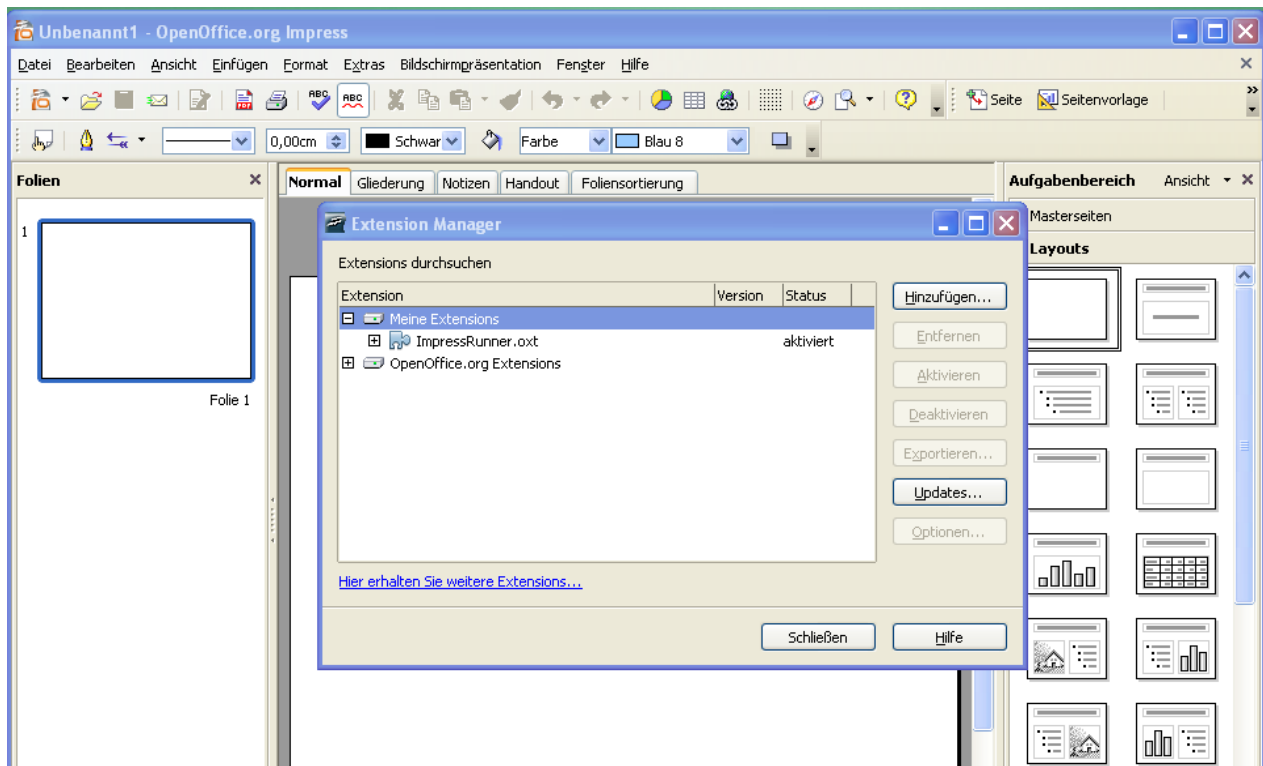 Unbenannt1 - OpenOffice.org Impress
Datei Bearbeiten Ansicht Einfügen Format Extras Bildschirmpräsentation Fenster Hilfe
ABC ABC Seite Seitenvorlage
0,00cm Schwar Farbe Blau 8
Folien
Normal Gliederung Notizen Handout Foliensortierung
Aufgabenbereich Ansicht
1
Folie 1
Extension Manager
Extensions durchsuchen
Extension Version Status
Meine Extensions
ImpressRunner.oxt aktiviert
OpenOffice.org Extensions
Hinzufügen...
Entfernen
Aktivieren
Deaktivieren
Exportieren...
Updates...
Optionen...
Hier erhalten Sie weitere Extensions...
Schließen Hilfe
Masterseiten
Layouts